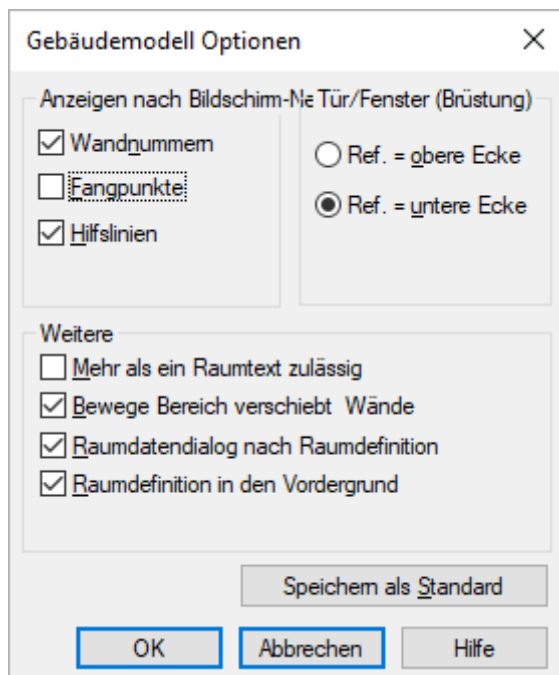 Gebäudemodell Optionen
Anzeigen nach Bildschirm-Ne
Tür/Fenster (Brüstung)
Wandnummern
Fangpunkte
Hilfslinien
Ref. = obere Ecke
Ref. = untere Ecke
Weitere
Mehr als ein Raumtext zulässig
Bewege Bereich verschiebt Wände
Raumdatendialog nach Raumdefinition
Raumdefinition in den Vordergrund
Speichern als Standard
OK
Abbrechen
Hilfe